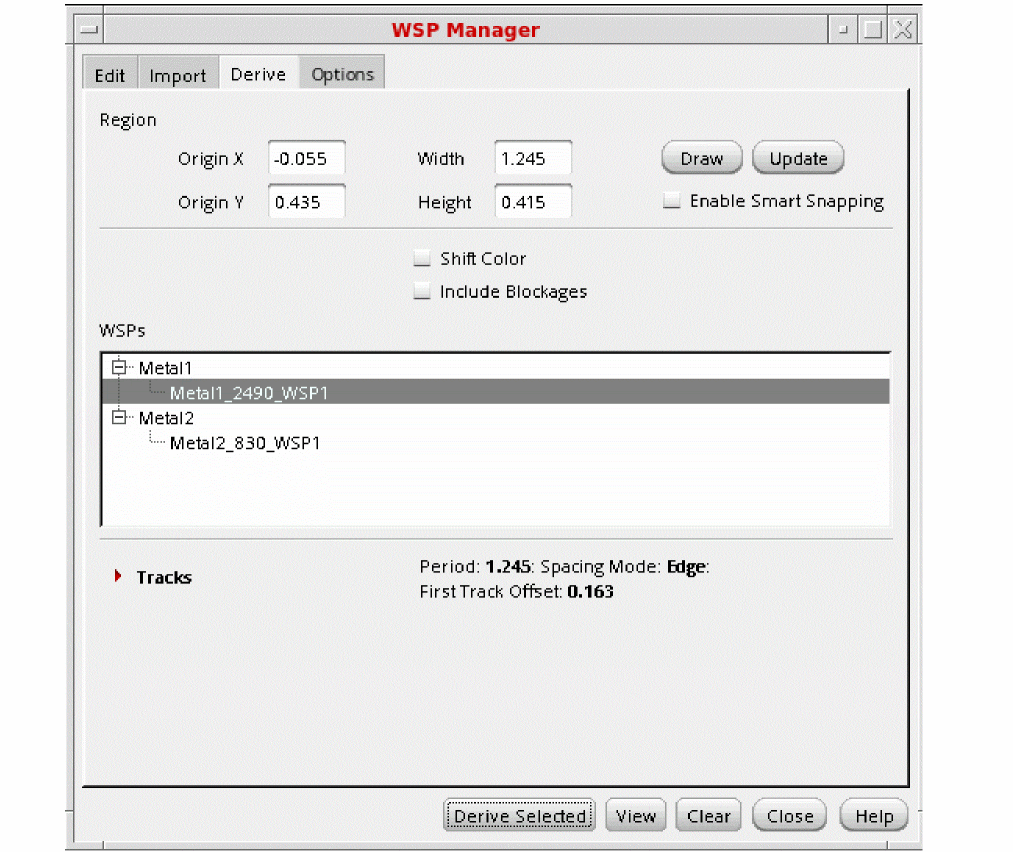 WSP Manager
Edit Import Derive Options
Region
Origin X -0.055 Width 1.245 Draw Update
Origin Y 0.435 Height 0.415 Enable Smart Snapping
Shift Color
Include Blockages
WSPs
Metal1
Metal1_2490_WSP1
Metal2
Metal2_830_WSP1
Tracks
Period: 1.245: Spacing Mode: Edge:
First Track Offset: 0.163
Derive Selected View Clear Close Help